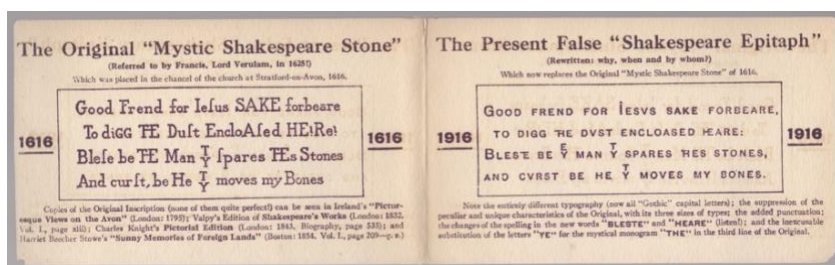 The Original "Mystic Shakespeare Stone"
(Referred to by Francis, Lord Verulam, in 1625?)
Which was placed in the chancel of the church at Stratford-on-Avon, 1616.
1616
Good Frend for Iesus SAKE forbeare
To diGG TE Dust EncloAsed HE.Re.
Blese be TE Man Y spares TEs Stones
And curst, be He Y moves my Bones
1616
Copies of the Original Inscription (none of them quite perfect) can be seen in Ireland's "Pictur-
esque Views on the Avon" (London: 1795); Valpy's Edition of Shakespeare's Works (London: 1832,
Vol. I., page xlii); Charles Knight's Pictorial Edition (London: 1843, Biography, page 535); and
Harriet Beecher Stowe's "Sunny Memories of Foreign Lands" (Boston: 1854, Vol. I., page 209
The Present False "Shakespeare Epitaph"
(Rewritten: why, when and by whom?)
Which now replaces the Original "Mystic Shakespeare Stone" of 1616.
1916
GOOD FREND FOR IESVS SAKE FORBEARE,
TO DIGG THE DVST ENCLOASED HEARE:
BLESTE BE Y MAN Y SPARES THES STONES,
AND CVRST BE HE Y MOVES MY BONES.
1916
Note the entirely different typography (now all "Gothic" capital letters); the suppression of the
peculiar and unique characteristics of the Original, with its three sizes of types; the added punctuation;
the changes of the spelling in the new words "BLESTE" and "HEARE" (listen!); and the inexcusable
substitution of the letters "YE" for the mystical monogram "THE" in the third line of the Original.